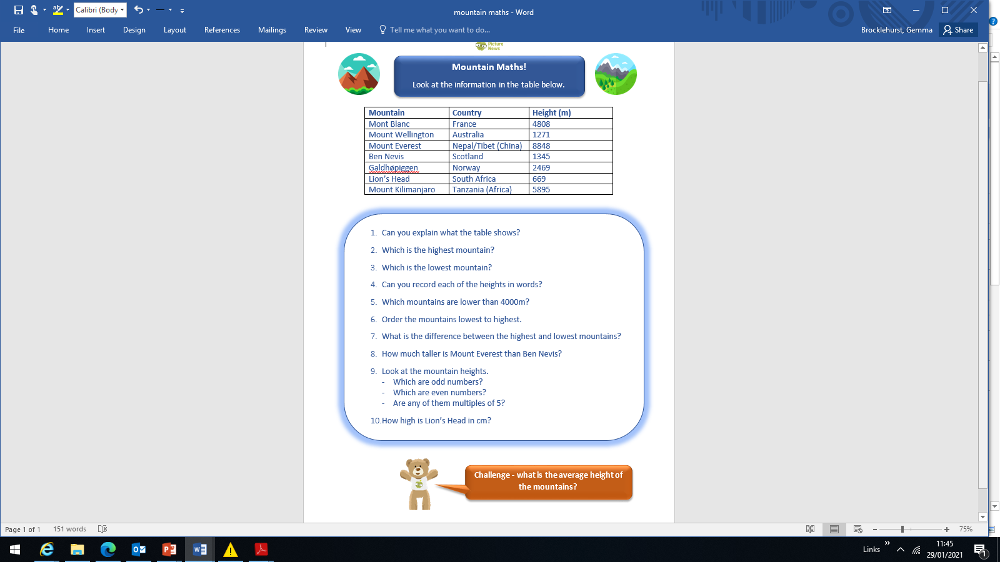 Calibri (Body
mountain maths - Word
File Home Insert Design Layout References Mailings Review View Tell me what you want to do... Brocklehurst, Gemma Share
Picture
News
Mountain Maths!
Look at the information in the table below.
Mountain Country Height (m)
Mont Blanc France 4808
Mount Wellington Australia 1271
Mount Everest Nepal/Tibet (China) 8848
Ben Nevis Scotland 1345
Galdhøpiggen Norway 2469
Lion's Head South Africa 669
Mount Kilimanjaro Tanzania (Africa) 5895
1. Can you explain what the table shows?
2. Which is the highest mountain?
3. Which is the lowest mountain?
4. Can you record each of the heights in words?
5. Which mountains are lower than 4000m?
6. Order the mountains lowest to highest.
7. What is the difference between the highest and lowest mountains?
8. How much taller is Mount Everest than Ben Nevis?
9. Look at the mountain heights.
- Which are odd numbers?
- Which are even numbers?
- Are any of them multiples of 5?
10. How high is Lion's Head in cm?
Challenge - what is the average height of
the mountains?
Page 1 of 1 151 words 75%
Links 11:45
29/01/2021
1